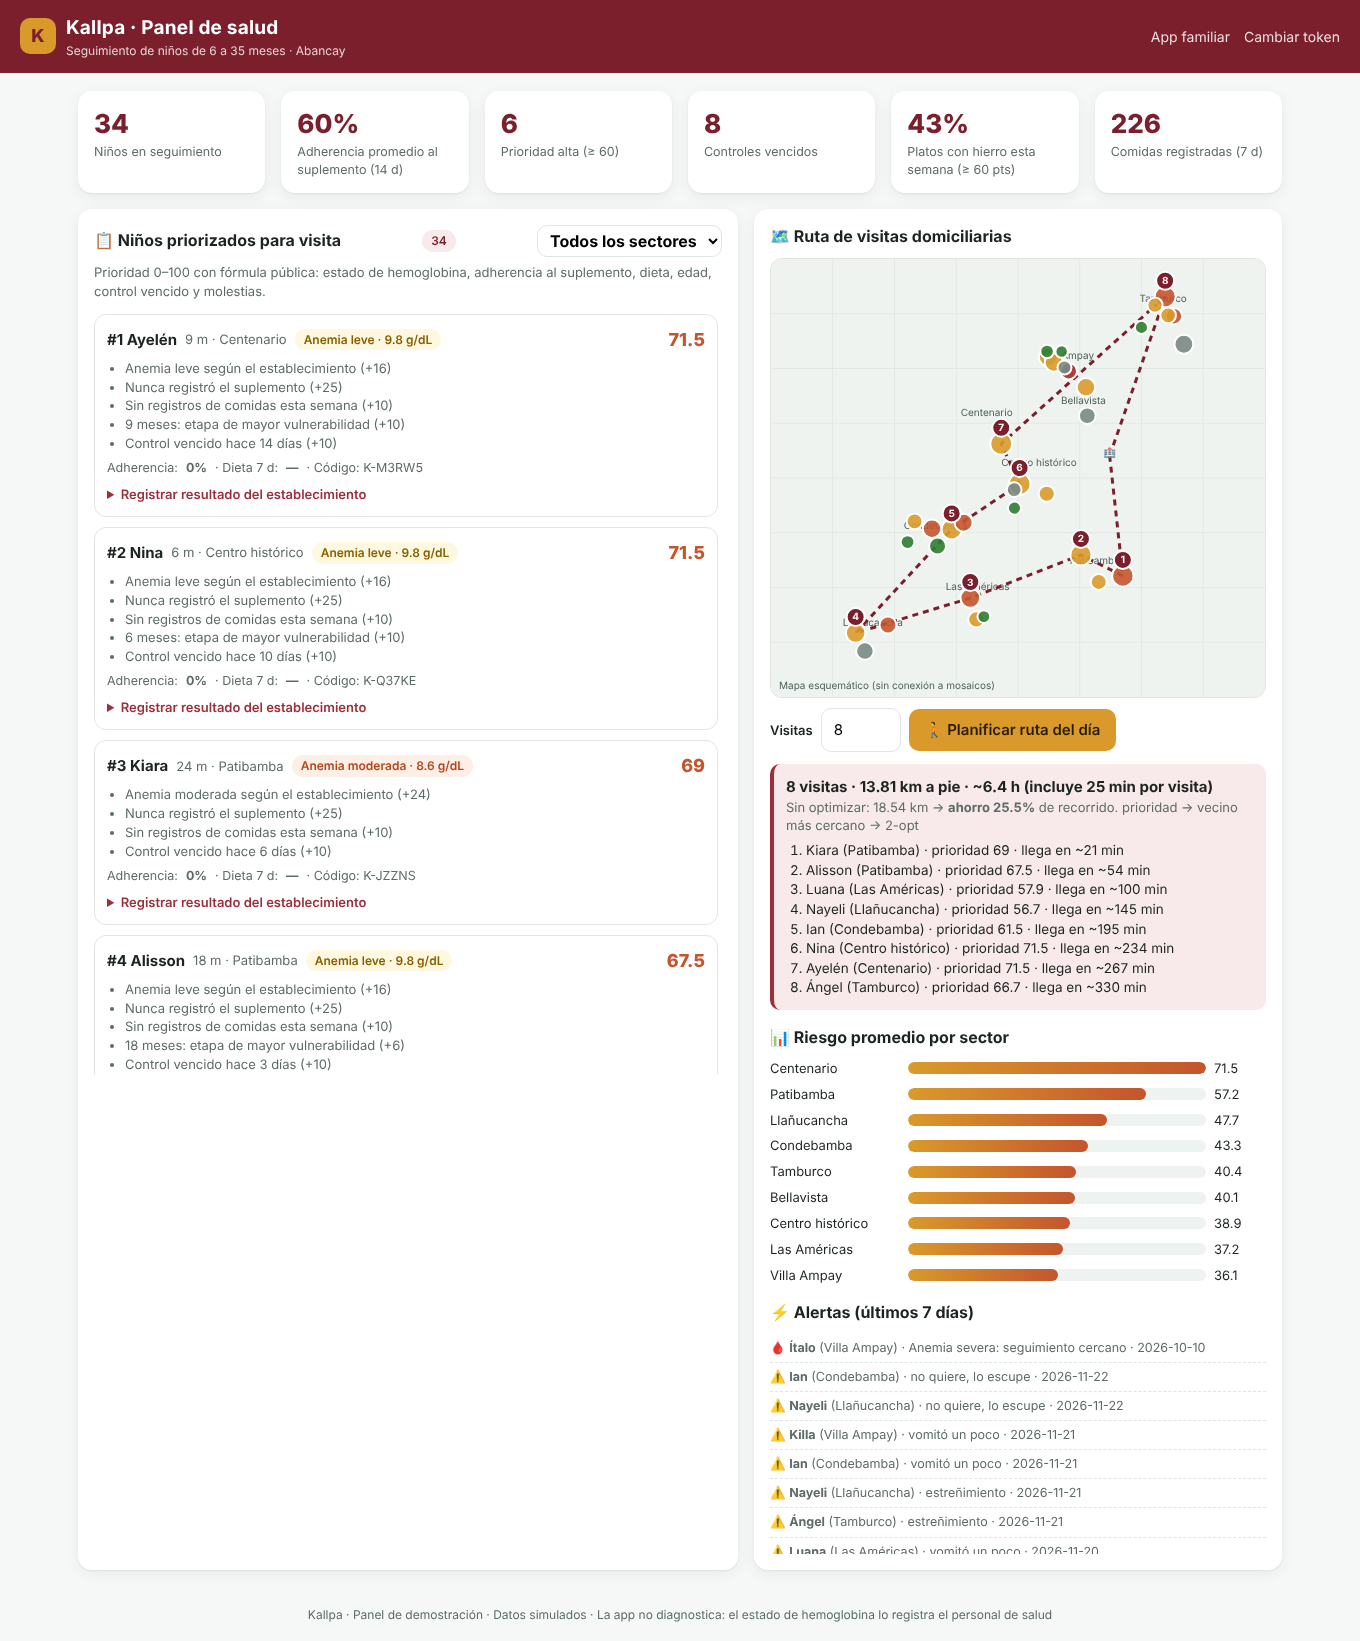 K
Kallpa · Panel de salud
Seguimiento de niños de 6 a 35 meses · Abancay
App familiar
Cambiar token
34
Niños en seguimiento
60%
Adherencia promedio al
suplemento (14 d)
6
Prioridad alta (≥ 60)
8
Controles vencidos
43%
Platos con hierro esta
semana (≥ 60 pts)
226
Comidas registradas (7 d)
📋 Niños priorizados para visita
34
Todos los sectores
Prioridad 0–100 con fórmula pública: estado de hemoglobina, adherencia al suplemento, dieta, edad,
control vencido y molestias.
#1 Ayelén 9 m · Centenario Anemia leve · 9.8 g/dL 71.5
• Anemia leve según el establecimiento (+16)
• Nunca registró el suplemento (+25)
• Sin registros de comidas esta semana (+10)
• 9 meses: etapa de mayor vulnerabilidad (+10)
• Control vencido hace 14 días (+10)
Adherencia: 0% · Dieta 7 d: — · Código: K-M3RW5
▶ Registrar resultado del establecimiento
#2 Nina 6 m · Centro histórico Anemia leve · 9.8 g/dL 71.5
• Anemia leve según el establecimiento (+16)
• Nunca registró el suplemento (+25)
• Sin registros de comidas esta semana (+10)
• 6 meses: etapa de mayor vulnerabilidad (+10)
• Control vencido hace 10 días (+10)
Adherencia: 0% · Dieta 7 d: — · Código: K-Q37KE
▶ Registrar resultado del establecimiento
#3 Kiara 24 m · Patibamba Anemia moderada · 8.6 g/dL 69
• Anemia moderada según el establecimiento (+24)
• Nunca registró el suplemento (+25)
• Sin registros de comidas esta semana (+10)
• Control vencido hace 6 días (+10)
Adherencia: 0% · Dieta 7 d: — · Código: K-JZZNS
▶ Registrar resultado del establecimiento
#4 Alisson 18 m · Patibamba Anemia leve · 9.8 g/dL 67.5
• Anemia leve según el establecimiento (+16)
• Nunca registró el suplemento (+25)
• Sin registros de comidas esta semana (+10)
• 18 meses: etapa de mayor vulnerabilidad (+6)
• Control vencido hace 3 días (+10)
🗺️ Ruta de visitas domiciliarias
8
Bellavista
Centenario
7
6
histórico
5
2
1
3
4
Mapa esquemático (sin conexión a mosaicos)
Visitas
8
🚶 Planificar ruta del día
8 visitas · 13.81 km a pie · ~6.4 h (incluye 25 min por visita)
Sin optimizar: 18.54 km → ahorro 25.5% de recorrido. prioridad → vecino
más cercano → 2-opt
1. Kiara (Patibamba) · prioridad 69 · llega en ~21 min
2. Alisson (Patibamba) · prioridad 67.5 · llega en ~54 min
3. Luana (Las Américas) · prioridad 57.9 · llega en ~100 min
4. Nayeli (Llañucancha) · prioridad 56.7 · llega en ~145 min
5. Ian (Condebamba) · prioridad 61.5 · llega en ~195 min
6. Nina (Centro histórico) · prioridad 71.5 · llega en ~234 min
7. Ayelén (Centenario) · prioridad 71.5 · llega en ~267 min
8. Ángel (Tamburco) · prioridad 66.7 · llega en ~330 min
📊 Riesgo promedio por sector
Centenario 71.5
Patibamba 57.2
Llañucancha 47.7
Condebamba 43.3
Tamburco 40.4
Bellavista 40.1
Centro histórico 38.9
Las Américas 37.2
Villa Ampay 36.1
⚡ Alertas (últimos 7 días)
🩸 Ítalo (Villa Ampay) · Anemia severa: seguimiento cercano · 2026-10-10
⚠️ Ian (Condebamba) · no quiere, lo escupe · 2026-11-22
⚠️ Nayeli (Llañucancha) · no quiere, lo escupe · 2026-11-22
⚠️ Killa (Villa Ampay) · vomitó un poco · 2026-11-21
⚠️ Ian (Condebamba) · vomitó un poco · 2026-11-21
⚠️ Nayeli (Llañucancha) · estreñimiento · 2026-11-21
⚠️ Ángel (Tamburco) · estreñimiento · 2026-11-21
⚠️ Luana (Las Américas) · vomitó un poco · 2026-11-20
Kallpa · Panel de demostración · Datos simulados · La app no diagnostica: el estado de hemoglobina lo registra el personal de salud